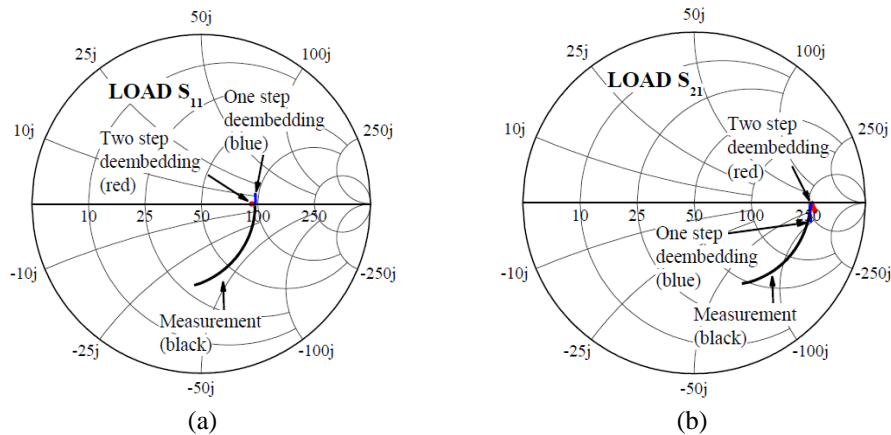 50j
25j
100j
LOAD S11
One step
deembedding
(blue)
Two step
deembedding
(red)
10j
250j
10 25 50 100 250
-10j
-250j
Measurement
(black)
-25j
-100j
-50j
(a)
50j
25j
100j
LOAD S21
Two step
deembedding
(red)
10j
250j
10 25 50 100 250
One step
deembedding
(blue)
-10j
-250j
Measurement
(black)
-25j
-100j
-50j
(b)